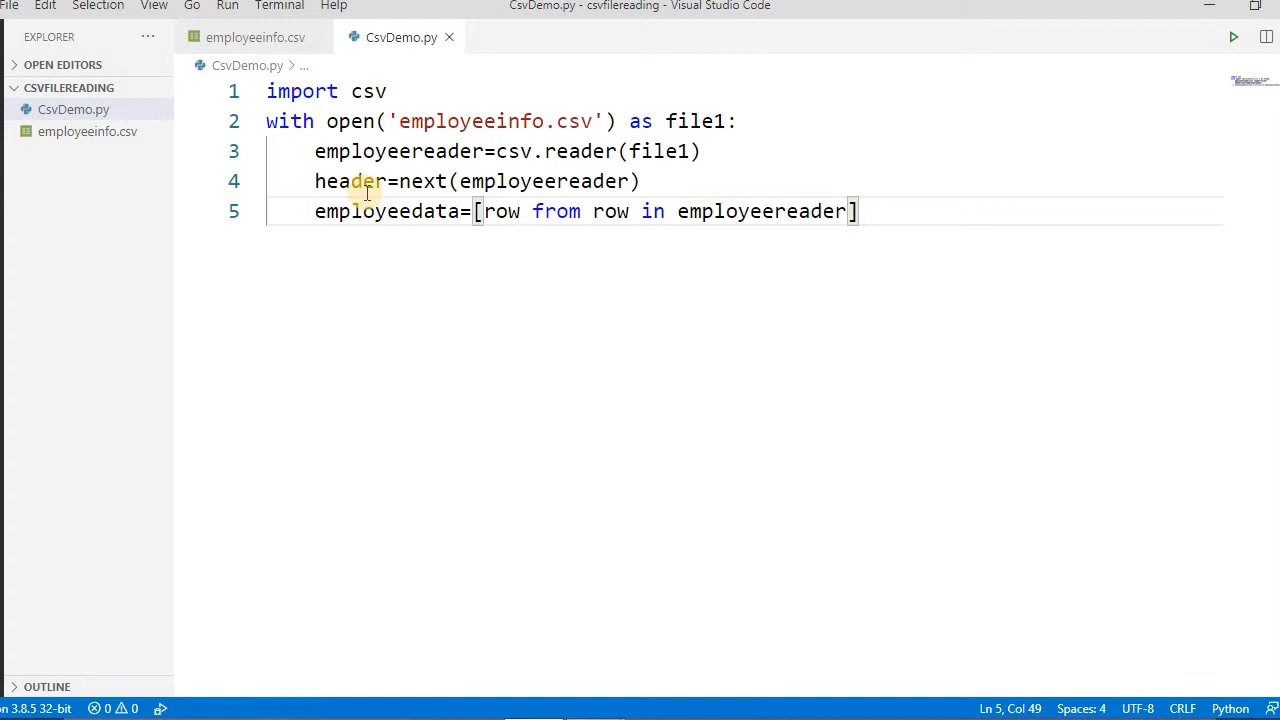 File Edit Selection View Go Run Terminal Help CsvDemo.py - csvfilereading - Visual Studio Code
EXPLORER
OPEN EDITORS
CSVFILEREADING
CsvDemo.py
employeeinfo.csv
OUTLINE
employeeinfo.csv CsvDemo.py
CsvDemo.py > ...
1 import csv
2 with open('employeeinfo.csv') as file1:
3 employeereader=csv.reader(file1)
4 header=next(employeereader)
5 employeedata=[row from row in employeereader]
n 3.8.5 32-bit 0 0 Ln 5, Col 49 Spaces: 4 UTF-8 CRLF Python